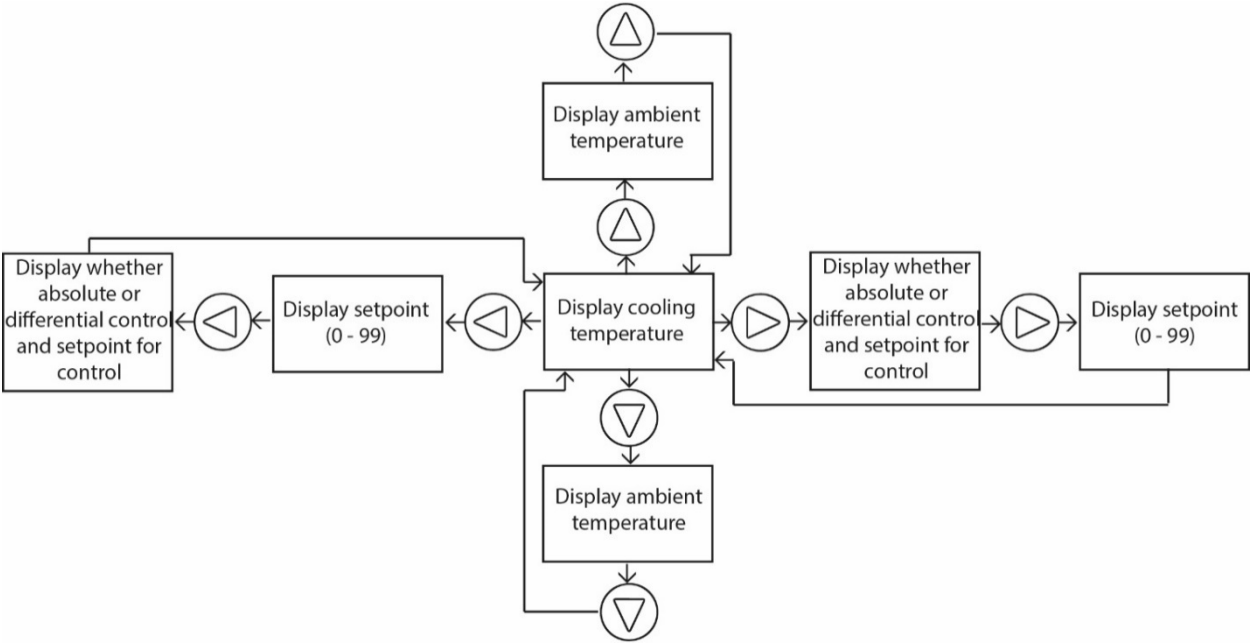 Display ambient
temperature
Display whether
absolute or
differential control
and setpoint for
control
Display setpoint
(0 - 99)
Display cooling
temperature
Display whether
absolute or
differential control
and setpoint for
control
Display setpoint
(0 - 99)
Display ambient
temperature